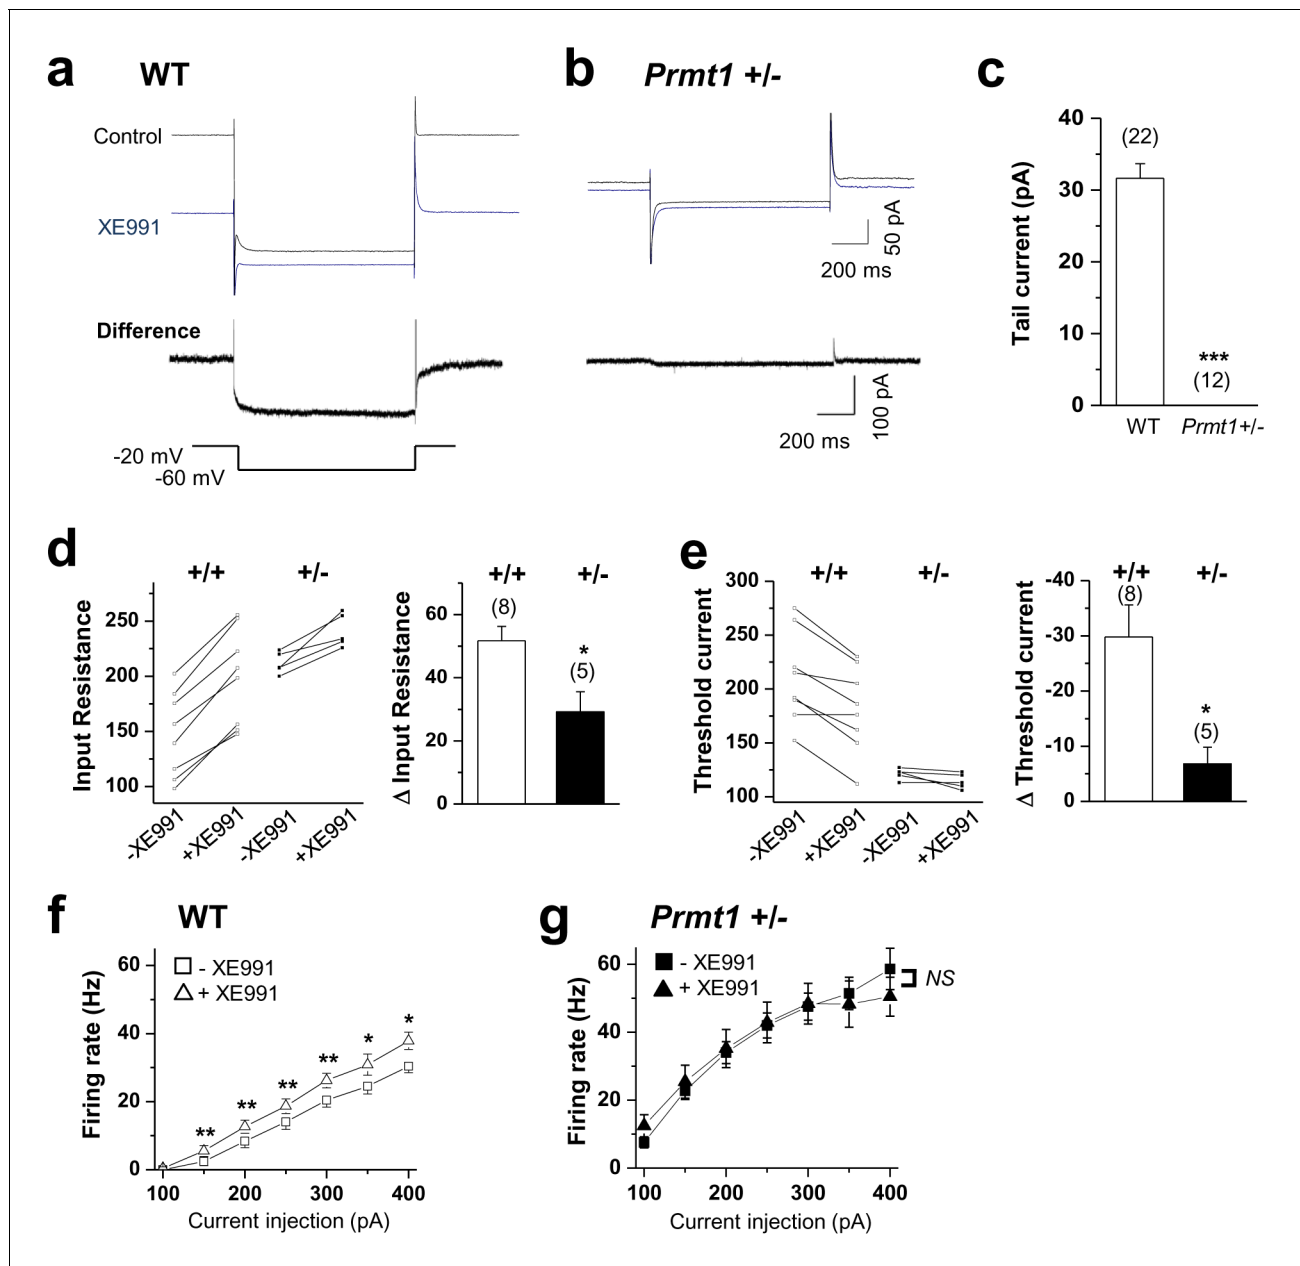 a WT
Control
XE991
Difference
-20 mV
-60 mV
b Prmt1 +/-
50 pA
200 ms
100 pA
200 ms
c
Tail current (pA)
40
30
20
10
0
(22)
***
(12)
WT Prmt1+/-
d
+/+ +/-
Input Resistance
250
200
150
100
-XE991 +XE991 -XE991 +XE991
+/+ +/-
Δ Input Resistance
60
40
20
0
(8)
*
(5)
e
+/+ +/-
Threshold current
300
250
200
150
100
-XE991 +XE991 -XE991 +XE991
+/+ +/-
Δ Threshold current
-40
-30
-20
-10
0
(8)
*
(5)
f WT
- XE991
+ XE991
Firing rate (Hz)
60
40
20
0
** ** ** ** * *
100 200 300 400
Current injection (pA)
g Prmt1 +/-
- XE991
+ XE991
NS
Firing rate (Hz)
60
40
20
0
100 200 300 400
Current injection (pA)